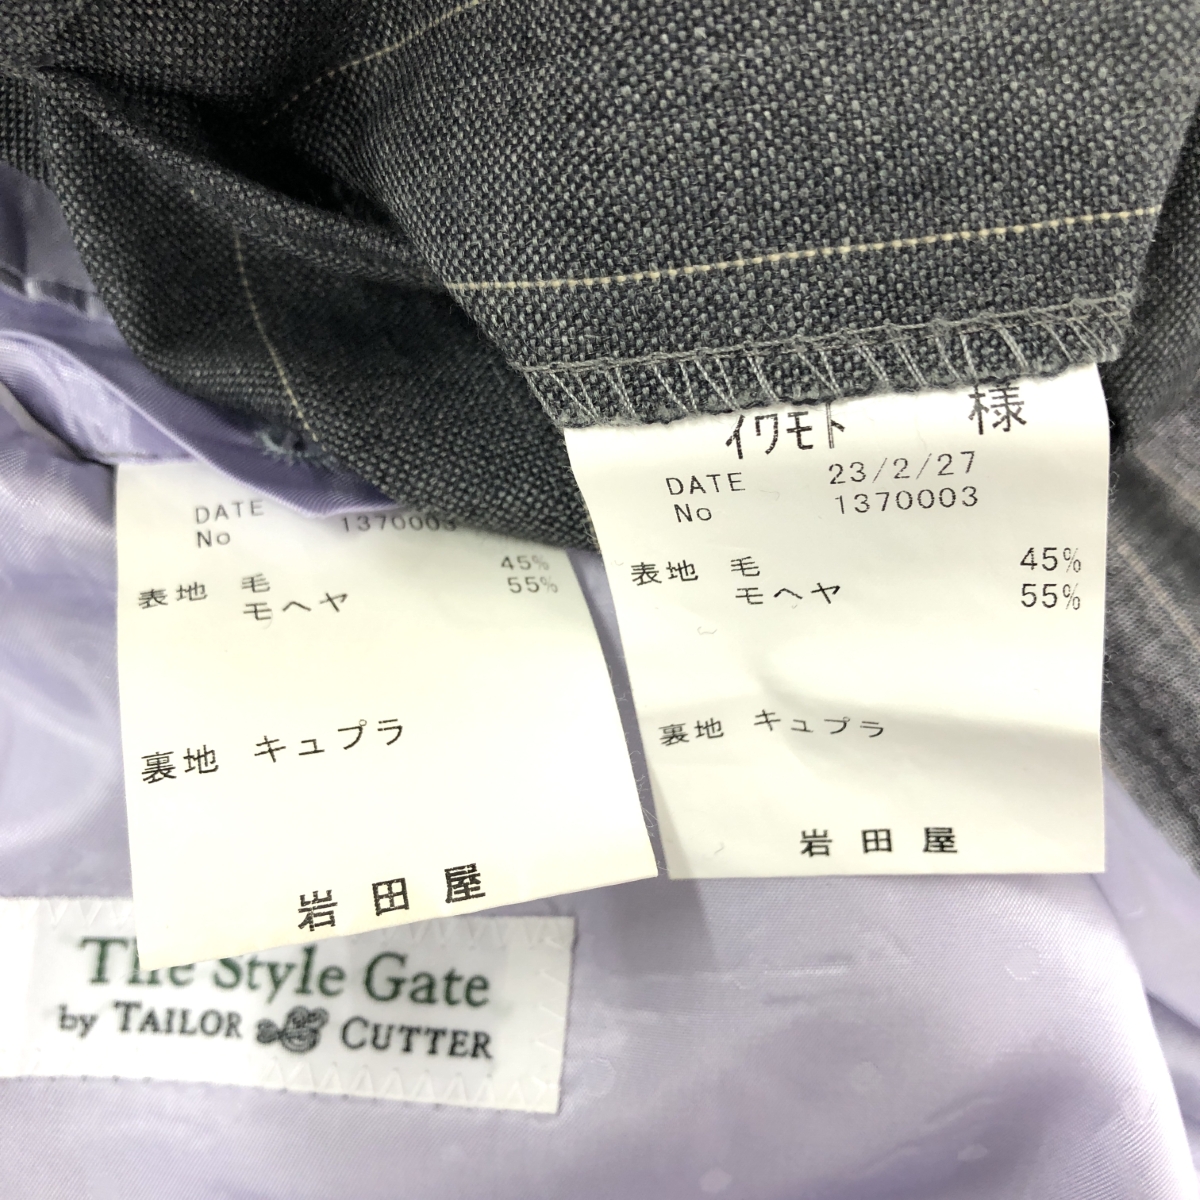 DATE
No 1370003
表地 毛 45%
モヘヤ 55%
裏地 キュプラ
岩田屋
イワモト 様
DATE 23/2/27
No 1370003
表地 毛 45%
モヘヤ 55%
裏地 キュプラ
岩田屋
The Style Gate
by TAILOR & CUTTER